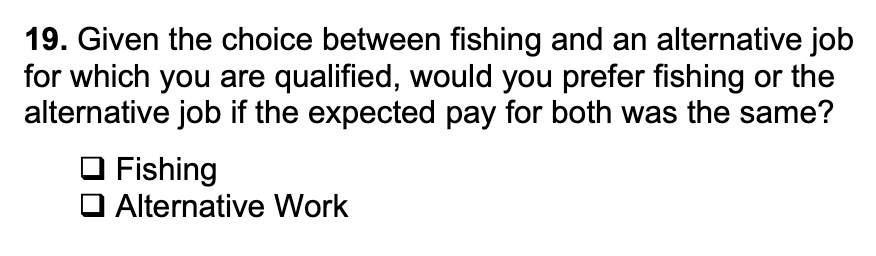 19. Given the choice between fishing and an alternative job
for which you are qualified, would you prefer fishing or the
alternative job if the expected pay for both was the same?
❑ Fishing
❑ Alternative Work